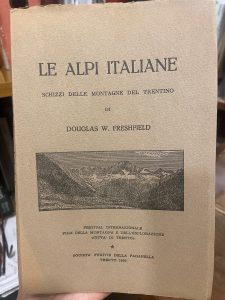 LE ALPI ITALIANE
SCHIZZI DELLE MONTAGNE DEL TRENTINO
DI
DOUGLAS W. FRESHFIELD
FESTIVAL INTERNAZIONALE
FILM DELLA MONTAGNA E DELL'ESPLORAZIONE
«CITTÀ DI TRENTO»
SOCIETÀ FUNIVIE DELLA PAGANELLA
TRENTO